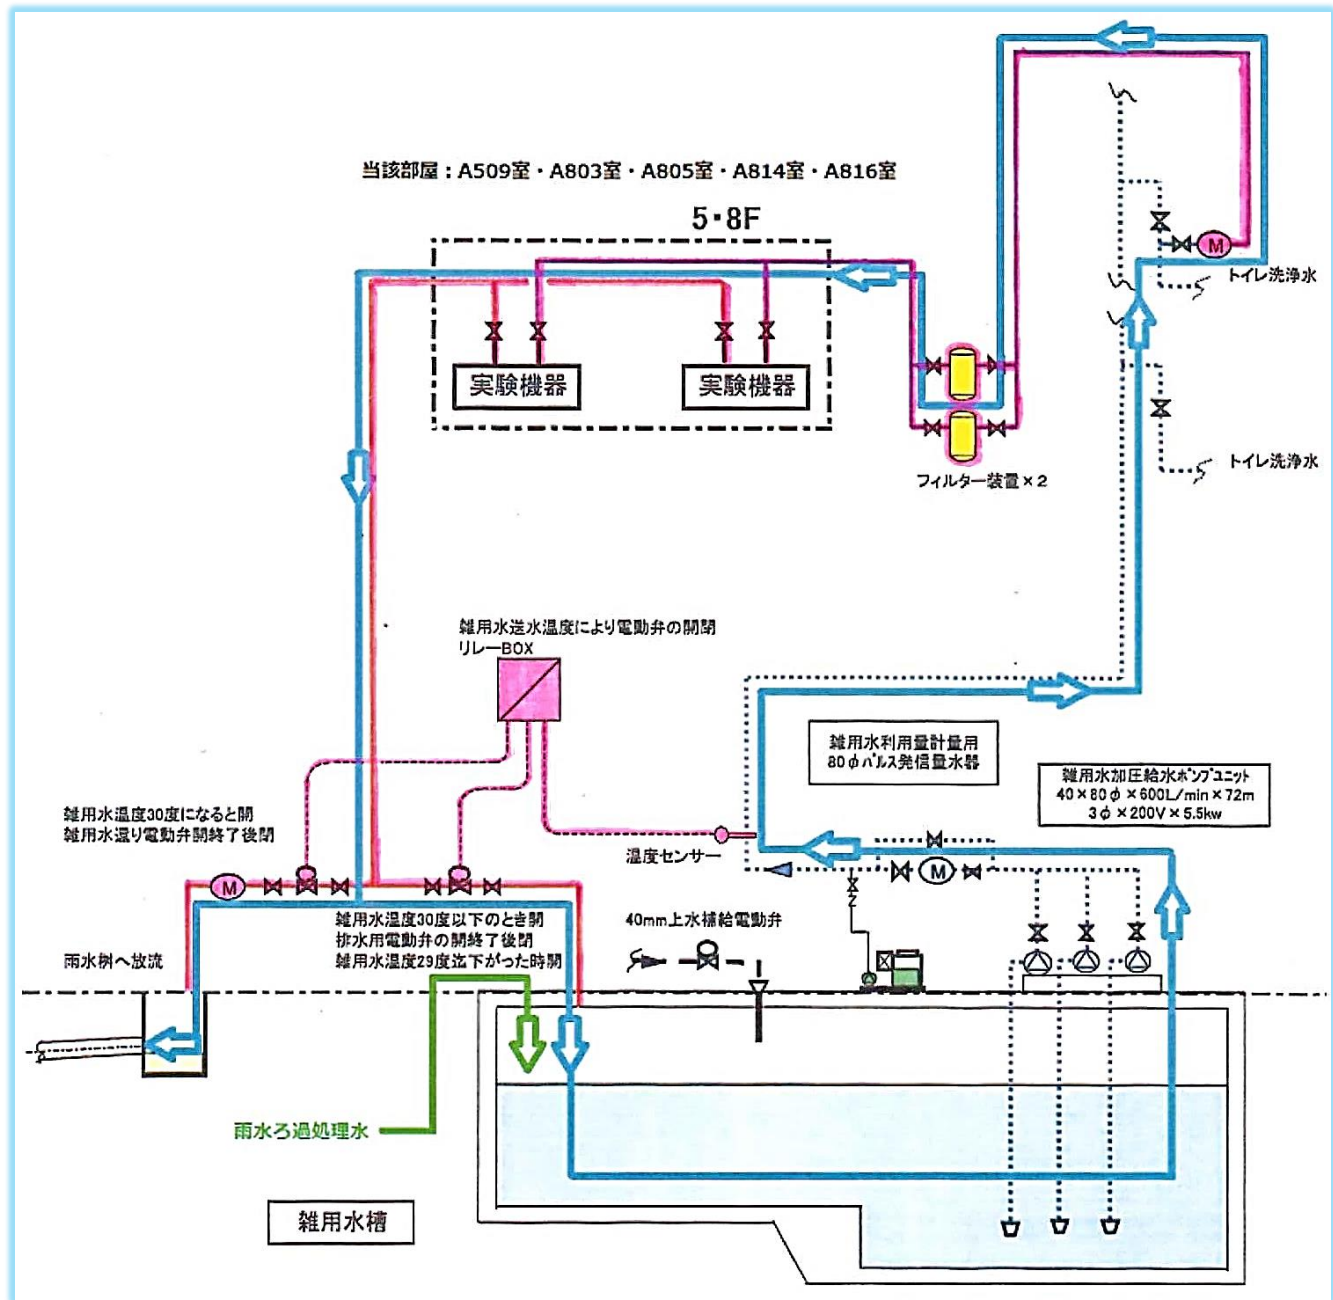 当該部屋：A509室・A803室・A805室・A814室・A816室
5・8F
M
トイレ洗浄水
実験機器
実験機器
トイレ洗浄水
フィルター装置×2
雑用水送水温度により電動弁の開閉
リレーBOX
雑用水利用量計量用
80φパルス発信量水器
雑用水加圧給水ポンプユニット
40×80φ×600L/min×72m
3φ×200V×5.5kw
雑用水温度30度になると開
雑用水還り電動弁開終了後閉
温度センサー
M
M
雑用水温度30度以下のとき開
排水用電動弁の開終了後閉
雑用水温度29度迄下がった時開
40mm上水補給電動弁
雨水桝へ放流
雨水ろ過処理水
雑用水槽